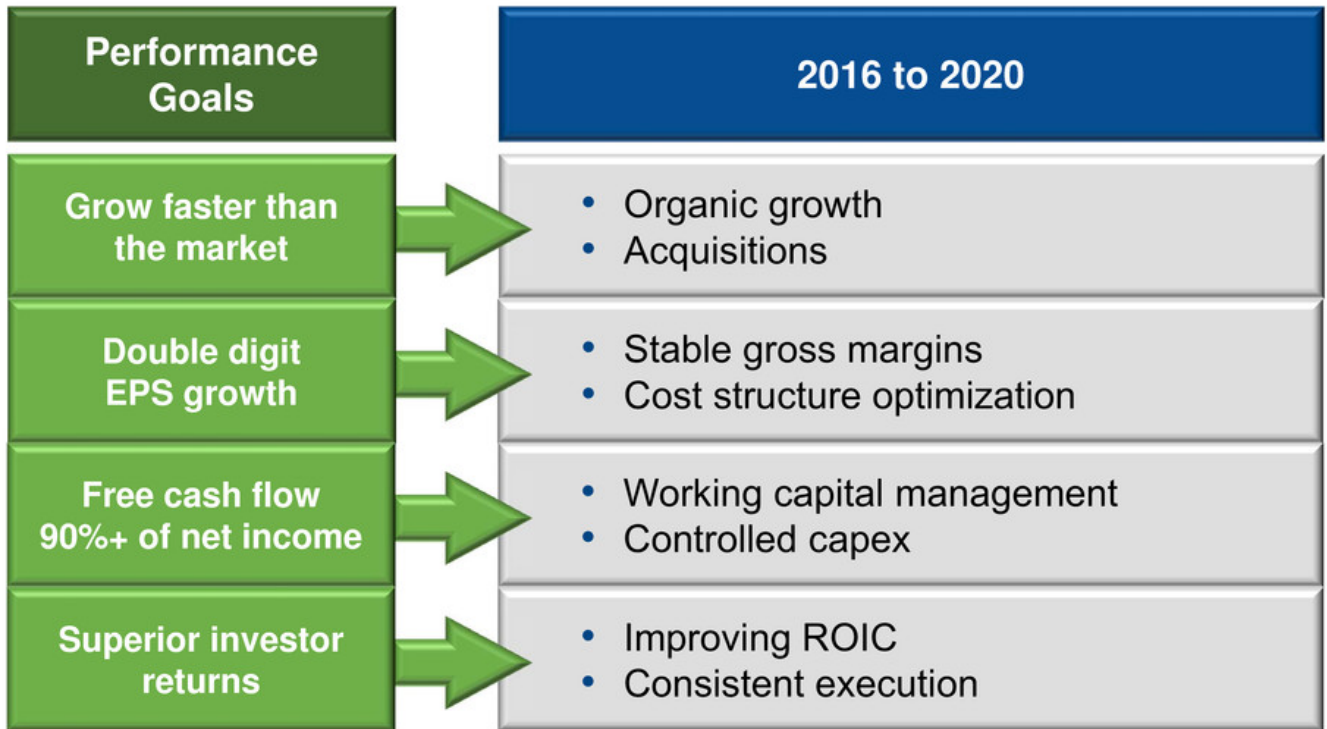 Performance
Goals
2016 to 2020
Grow faster than
the market
• Organic growth
• Acquisitions
Double digit
EPS growth
• Stable gross margins
• Cost structure optimization
Free cash flow
90%+ of net income
• Working capital management
• Controlled capex
Superior investor
returns
• Improving ROIC
• Consistent execution